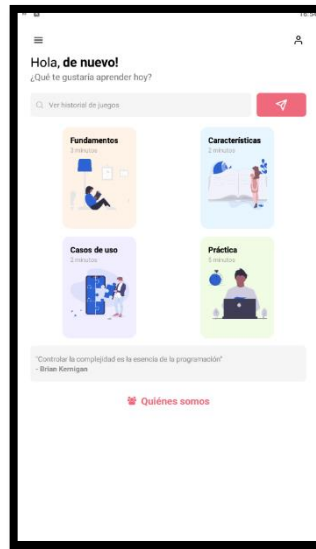 Hola, de nuevo!
¿Qué te gustaría aprender hoy?
Ver historial de juegos
Fundamentos
3 minutos
Características
2 minutos
Casos de uso
2 minutos
Práctica
5 minutos
"Controlar la complejidad es la esencia de la programación"
- Brian Kernigan
Quiénes somos